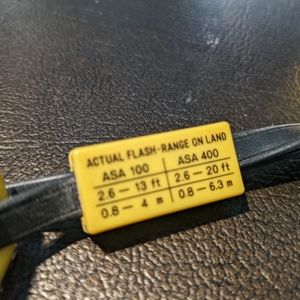 ACTUAL FLASH-RANGE ON LAND
ASA 100 ASA 400
2.6 — 13 ft 2.6 — 20 ft
0.8 — 4 m 0.8 — 6.3 m